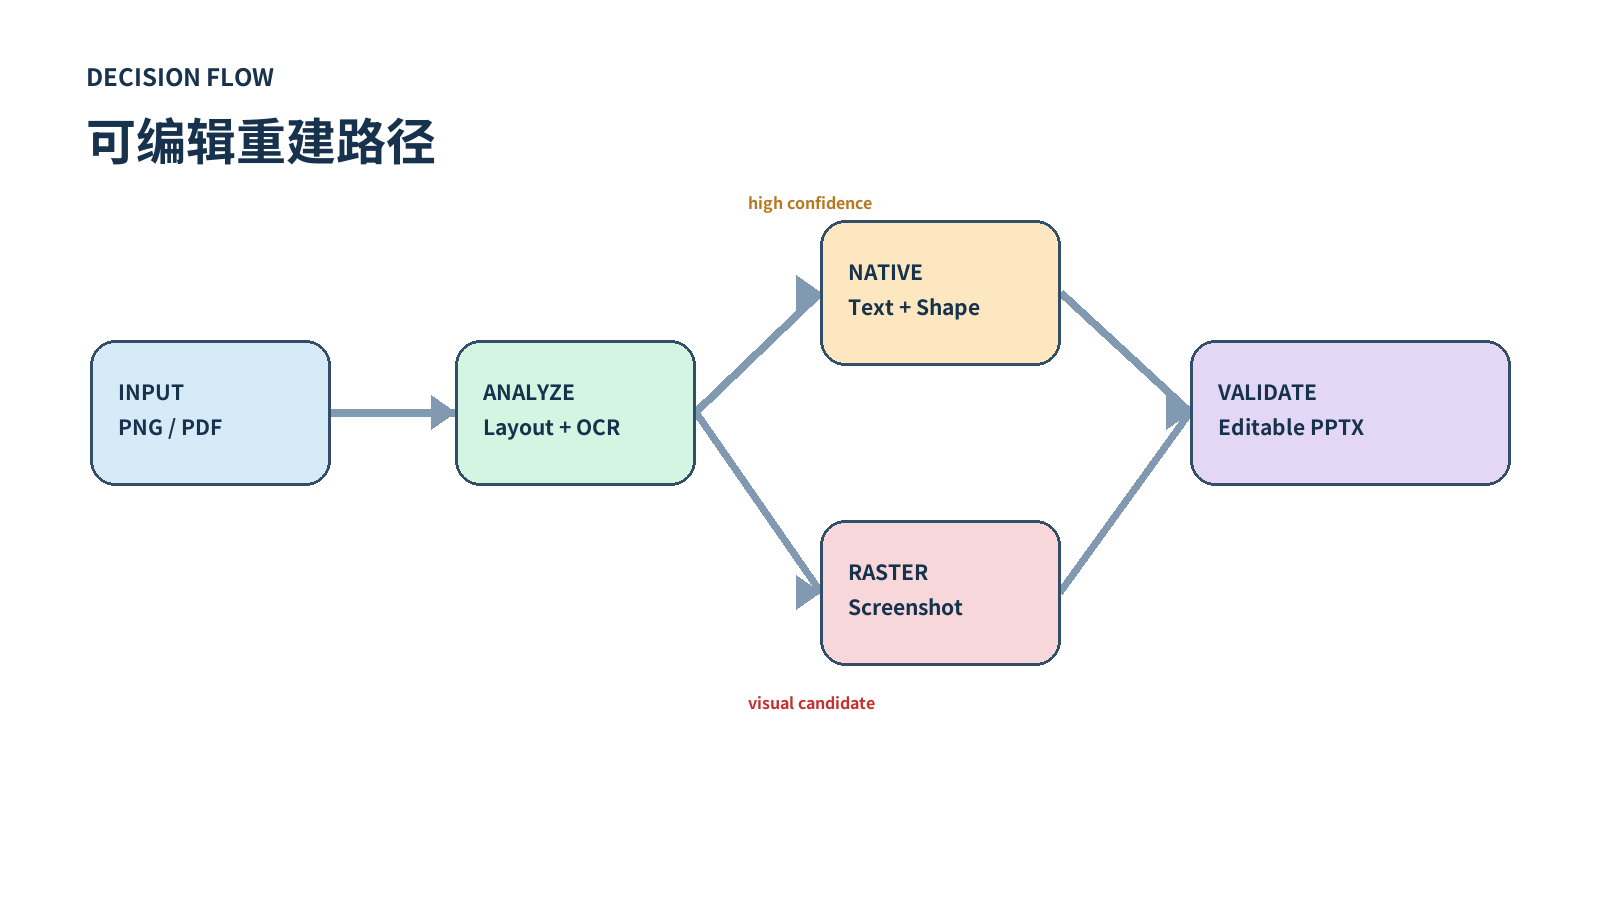 DECISION FLOW
可编辑重建路径
high confidence
NATIVE
Text + Shape
INPUT
PNG / PDF
ANALYZE
Layout + OCR
VALIDATE
Editable PPTX
RASTER
Screenshot
visual candidate